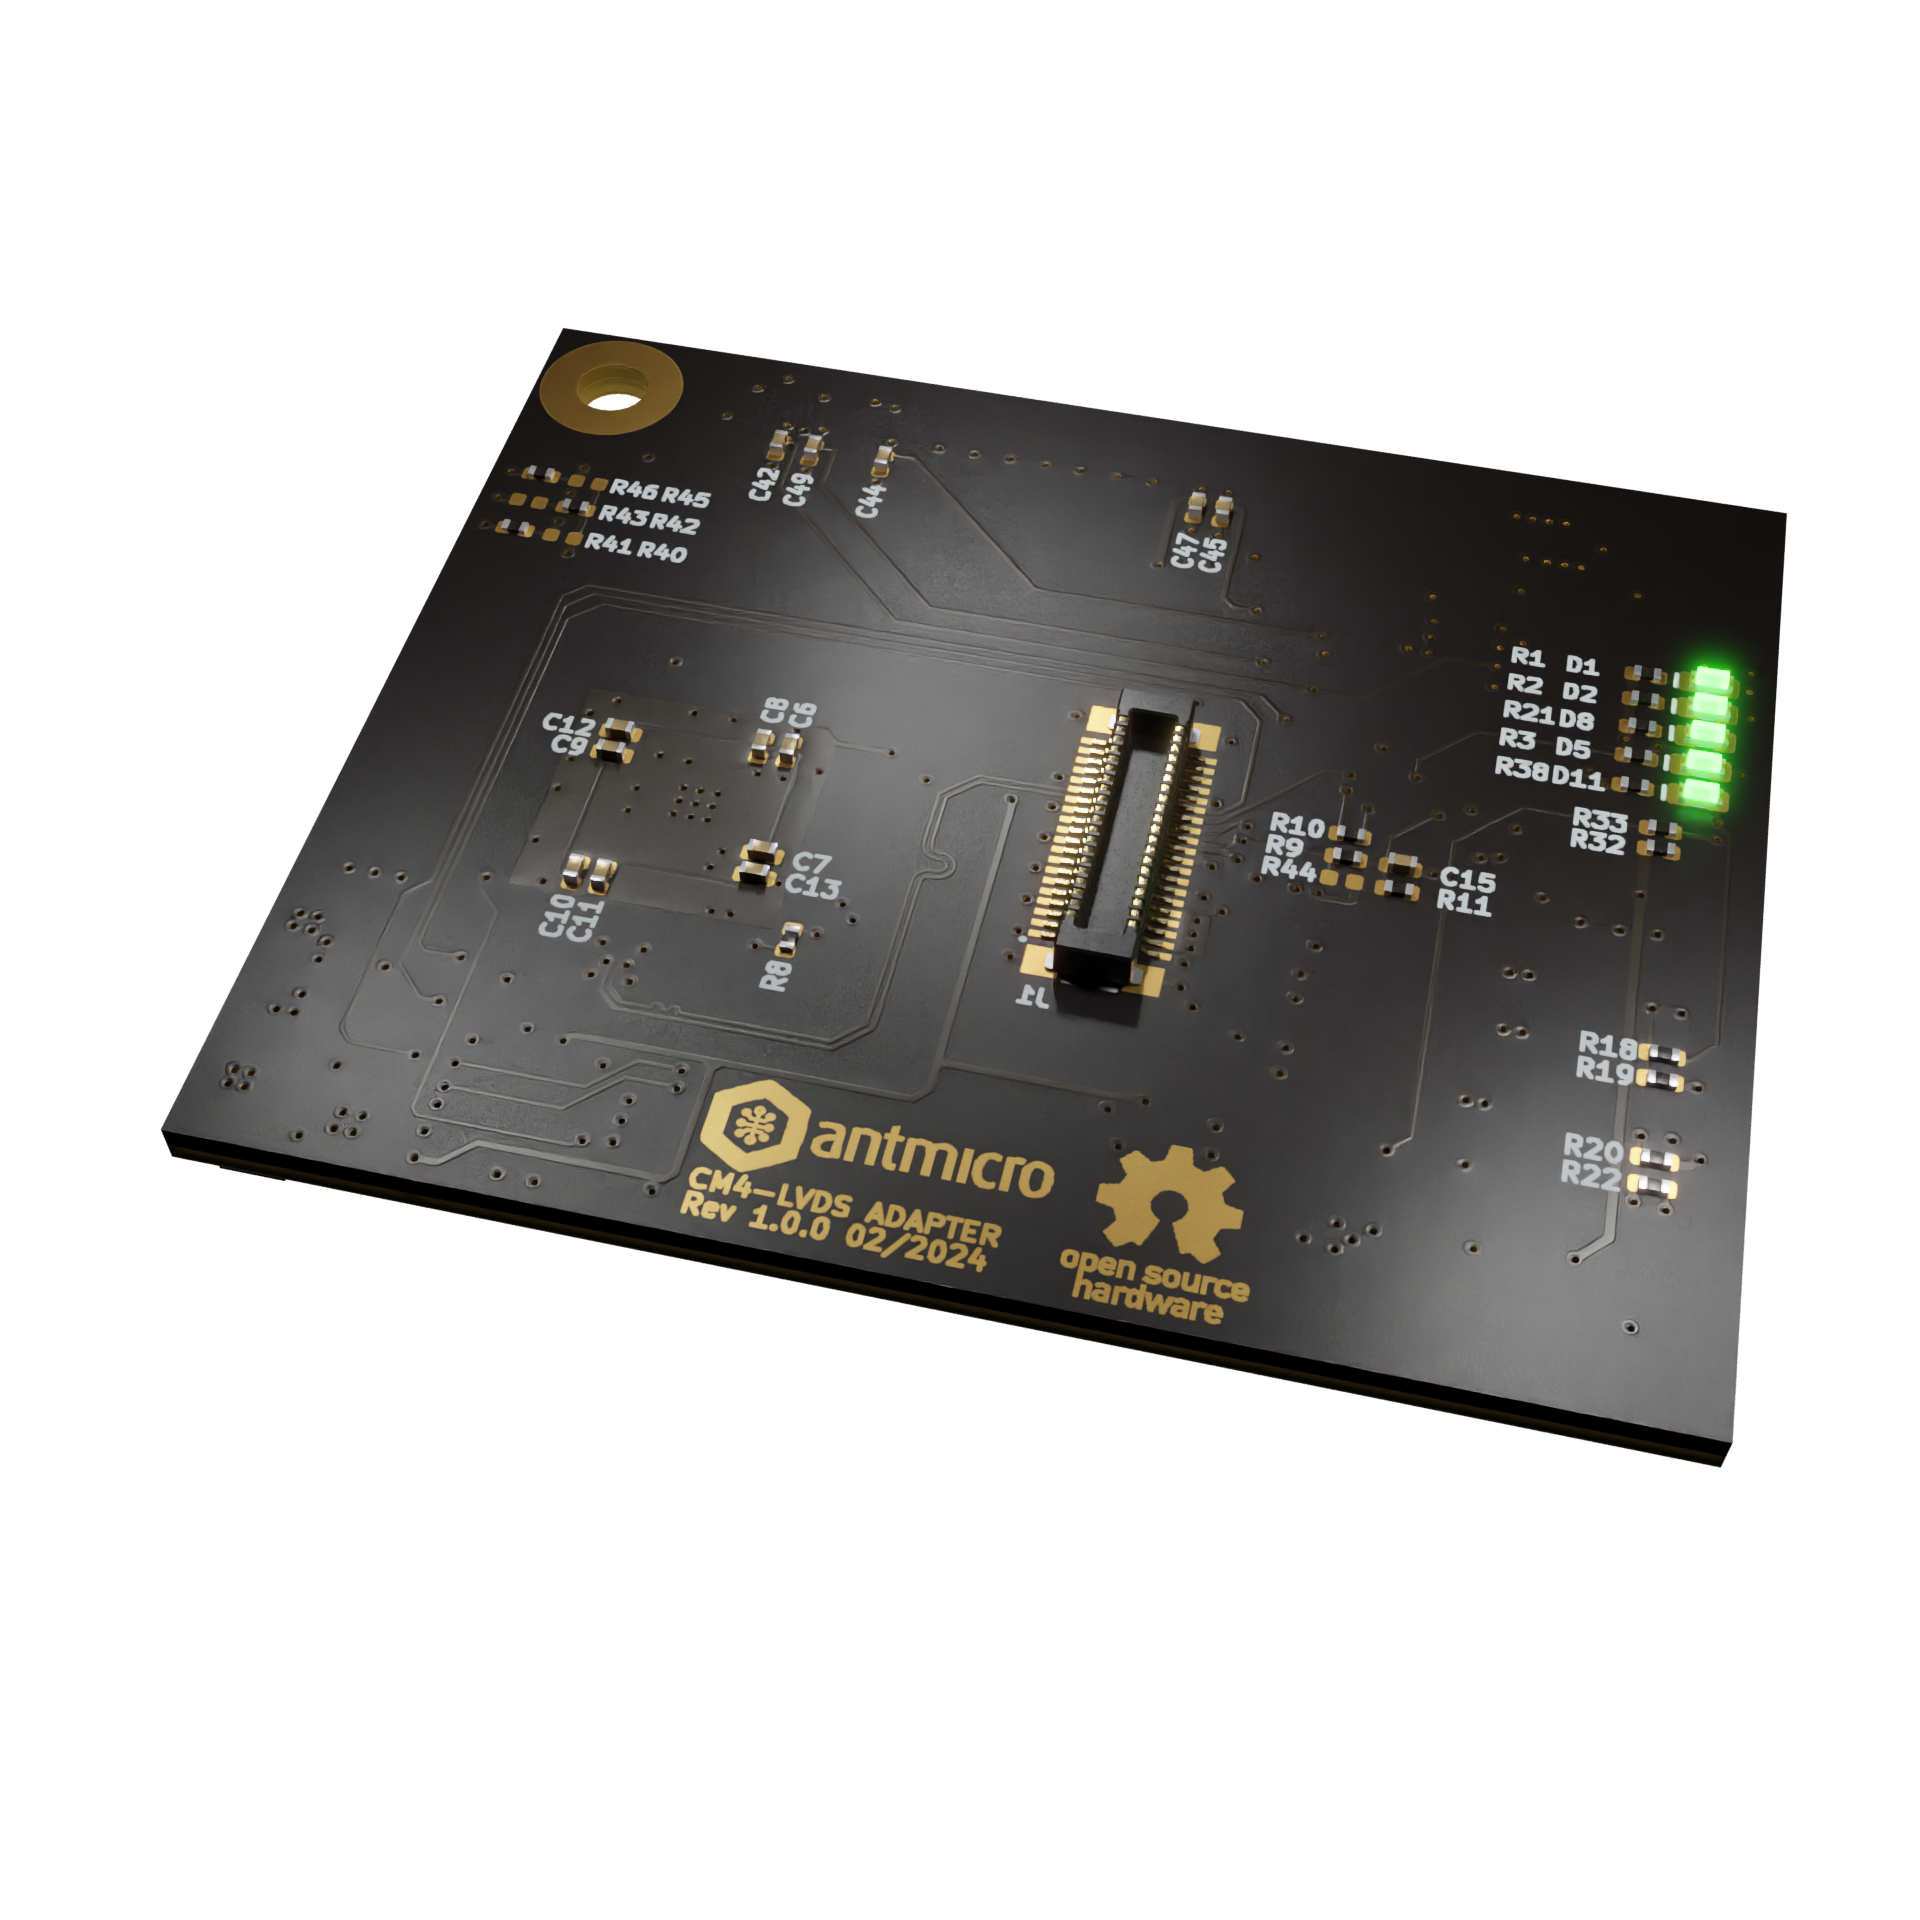 R46 R45
R43 R42
R41 R40
C42
C49
C44
C47
C45
R1 D1
R2 D2
R21 D8
R3 D5
R38 D11
R33
R32
C12
C9
C8
C6
R10
R9
R44
C15
R11
C7
C13
C10
C11
R8
J1
R18
R19
R20
R22
antmicro
CM4-LVDS ADAPTER
Rev 1.0.0 02/2024
open source
hardware